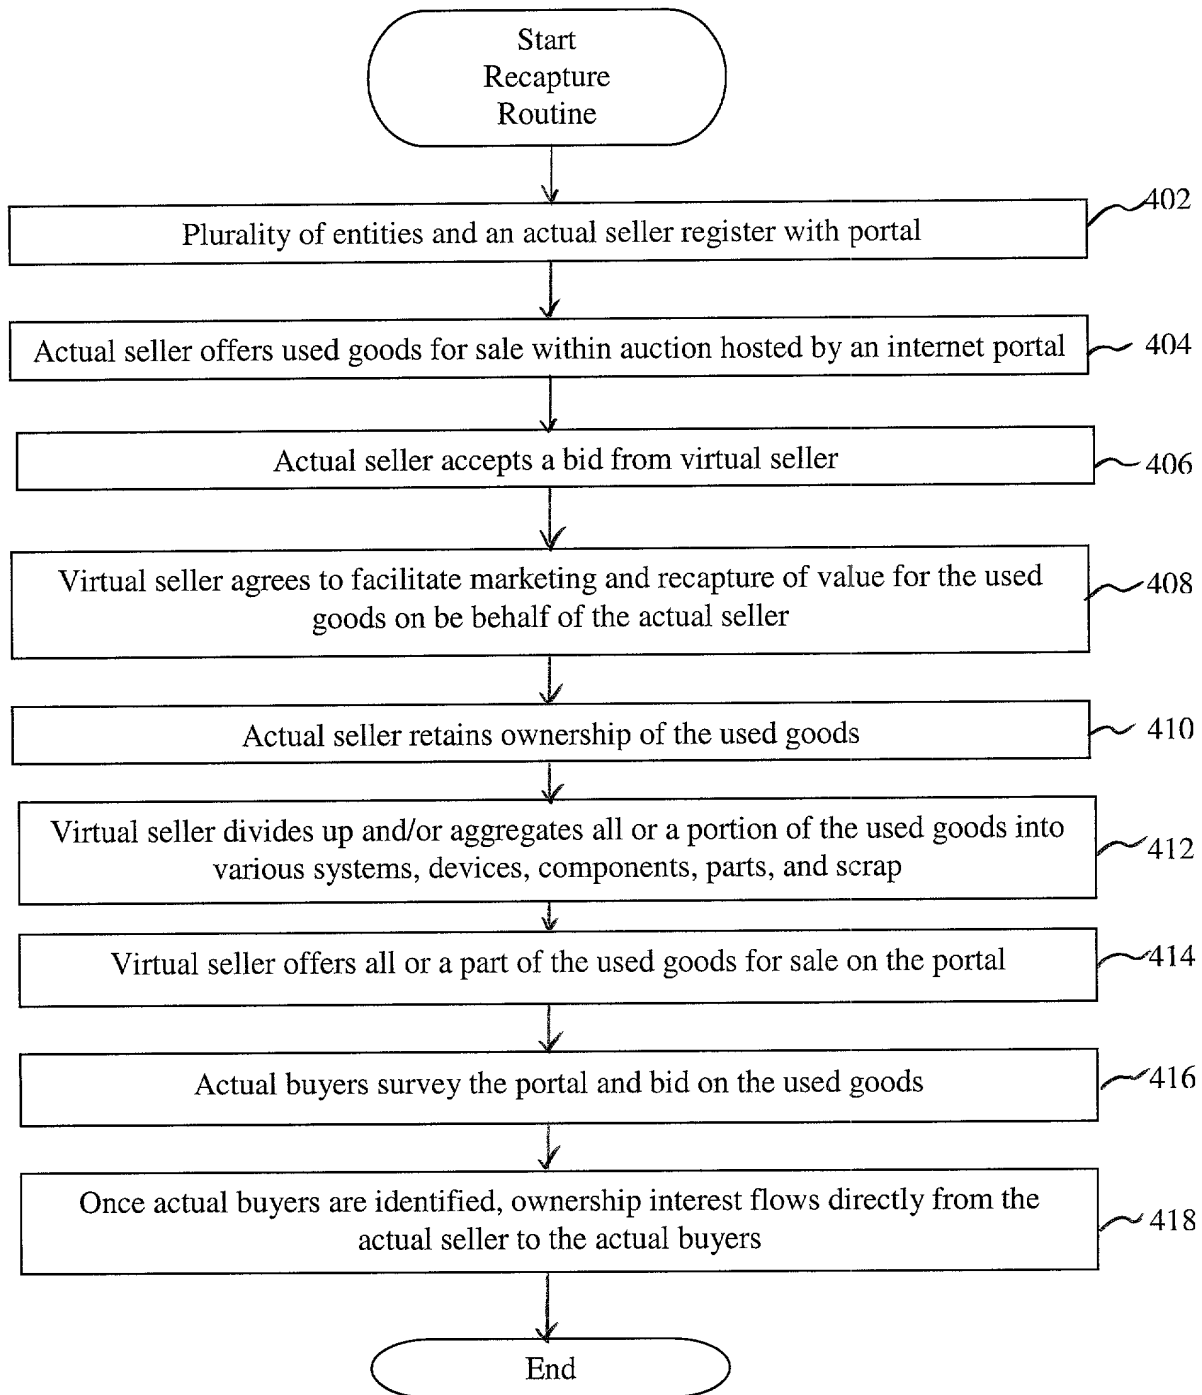 Start
Recapture
Routine
402
Plurality of entities and an actual seller register with portal
Actual seller offers used goods for sale within auction hosted by an internet portal
404
Actual seller accepts a bid from virtual seller
406
Virtual seller agrees to facilitate marketing and recapture of value for the used
goods on be behalf of the actual seller
408
Actual seller retains ownership of the used goods
410
Virtual seller divides up and/or aggregates all or a portion of the used goods into
various systems, devices, components, parts, and scrap
412
Virtual seller offers all or a part of the used goods for sale on the portal
414
Actual buyers survey the portal and bid on the used goods
416
Once actual buyers are identified, ownership interest flows directly from the
actual seller to the actual buyers
418
End